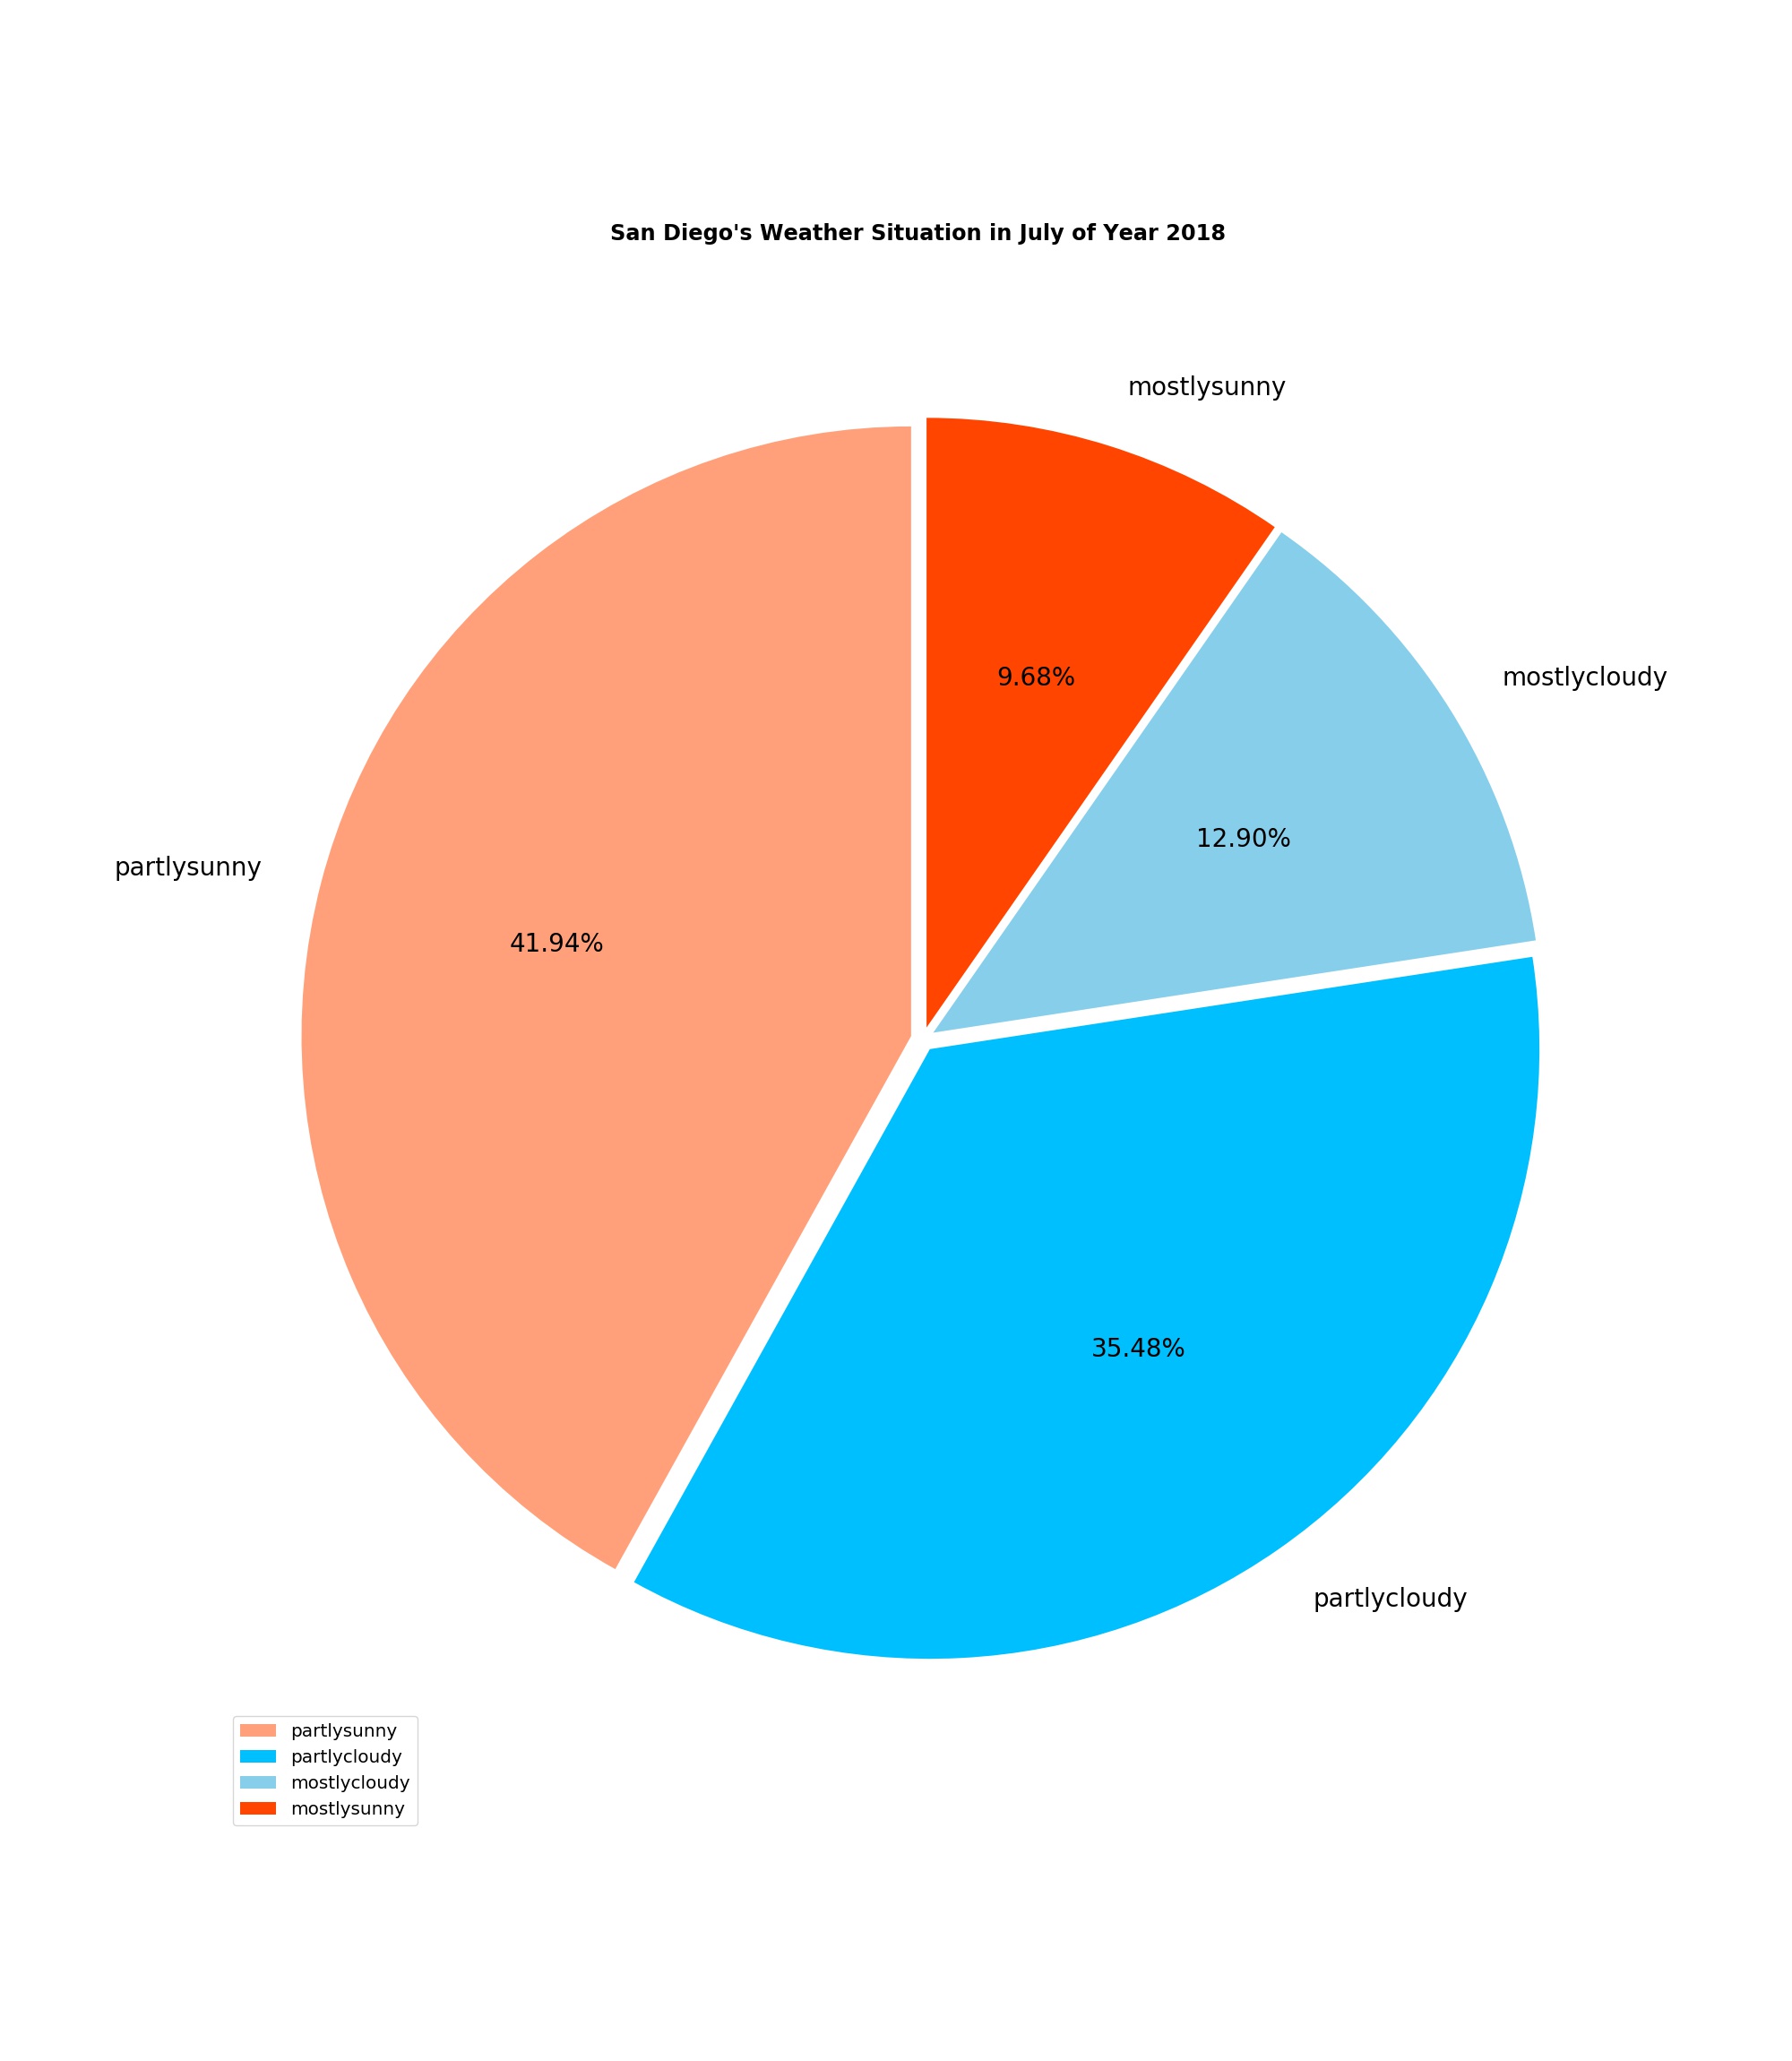 San Diego's Weather Situation in July of Year 2018
mostlysunny
9.68%
mostlycloudy
12.90%
partlysunny
41.94%
35.48%
partlycloudy
partlysunny
partlycloudy
mostlycloudy
mostlysunny